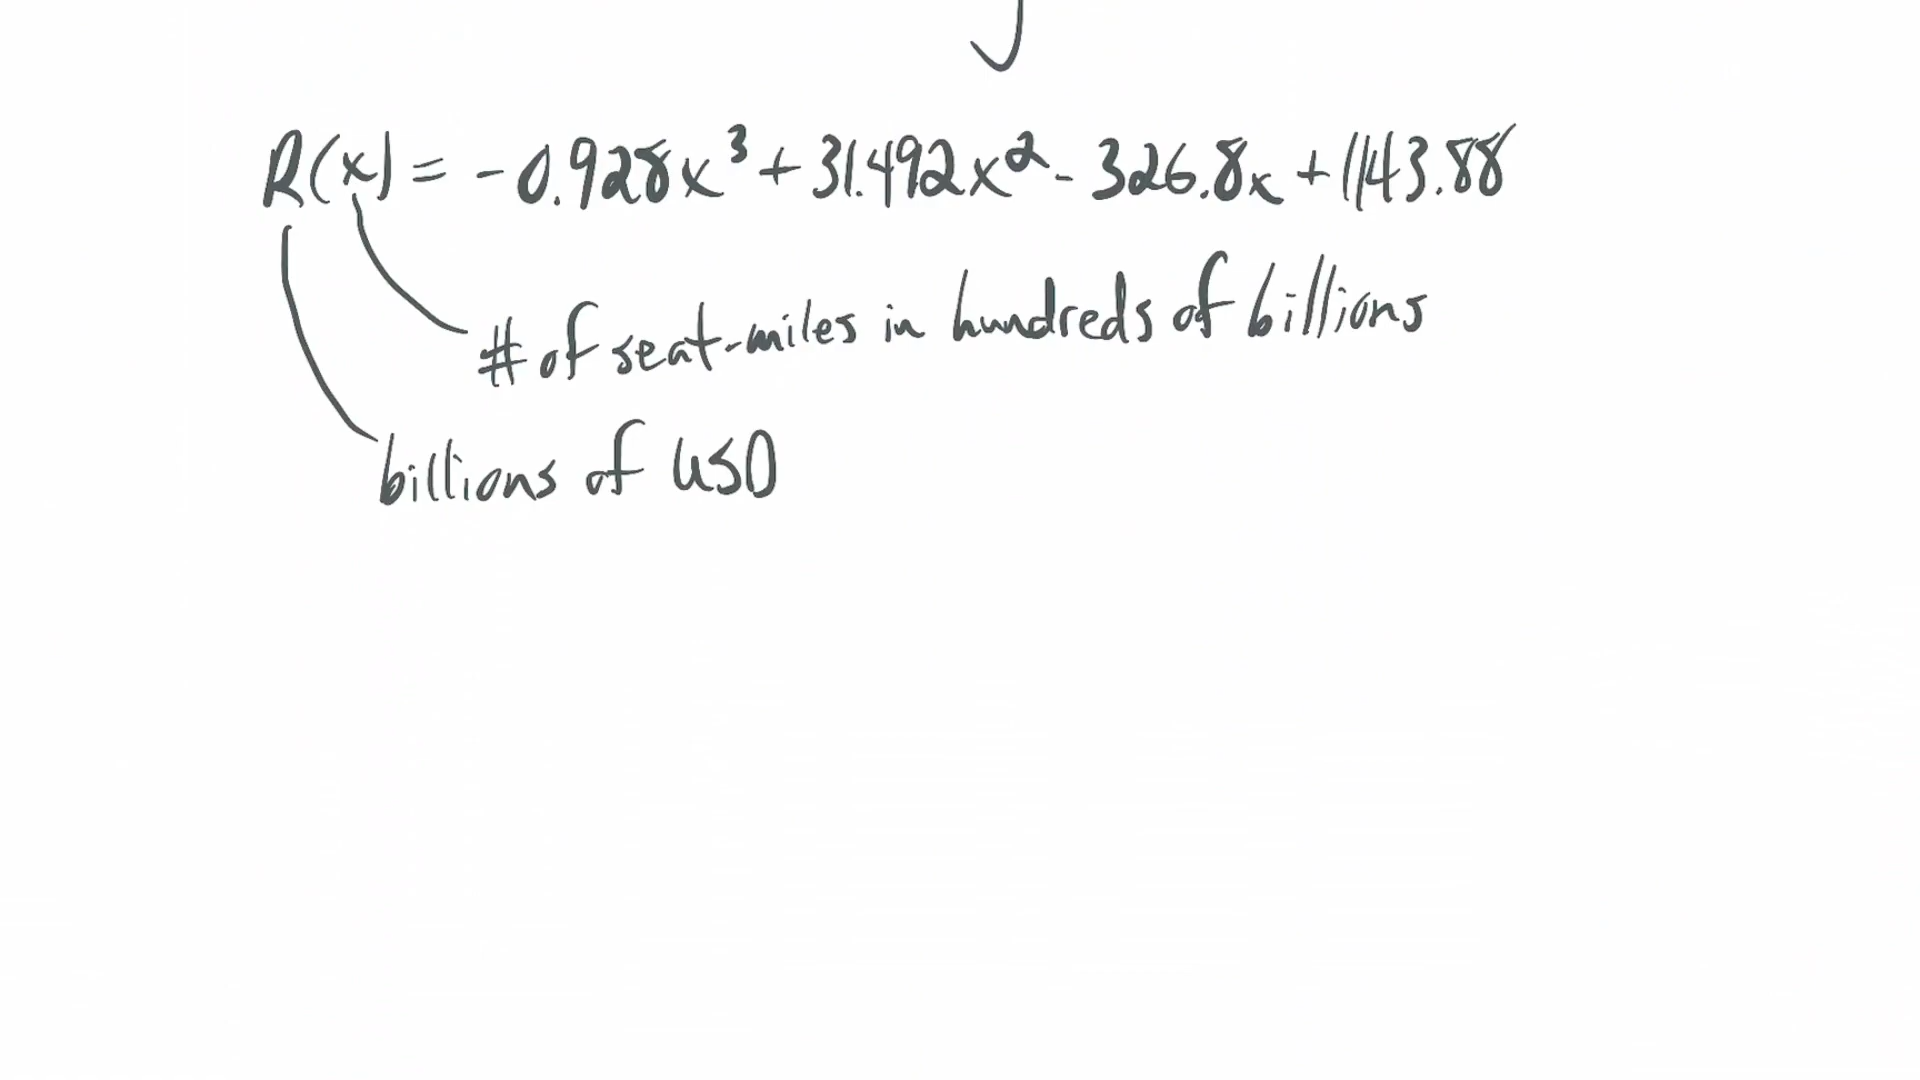 R(x) = -0.928x³ + 31.492x² - 326.8x + 1143.88
# of seat-miles in hundreds of billions
billions of USD